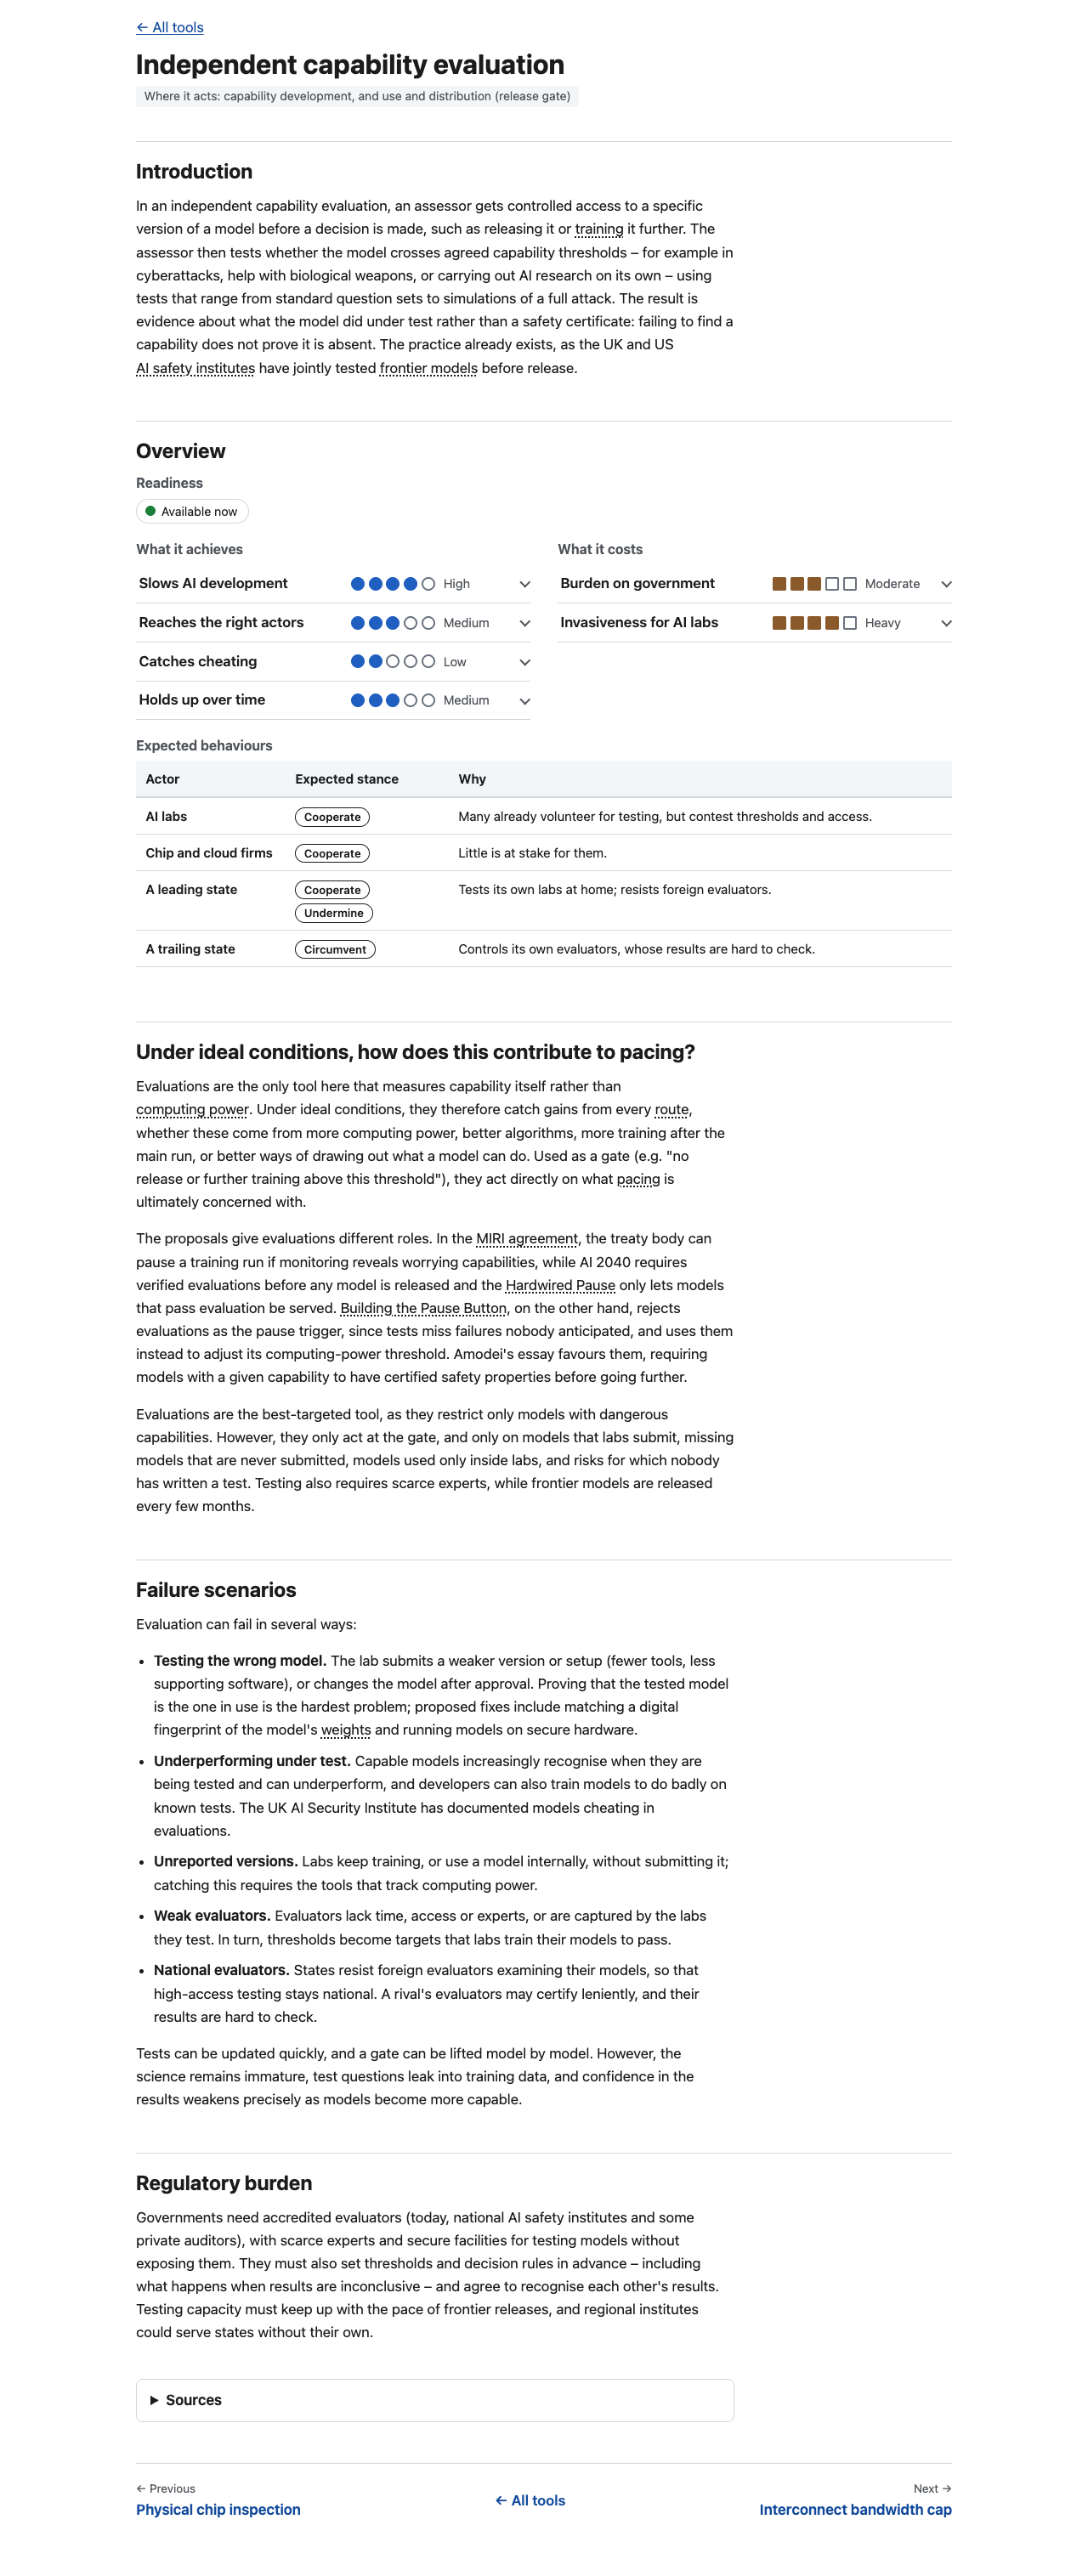 ← All tools
Independent capability evaluation
Where it acts: capability development, and use and distribution (release gate)
Introduction
In an independent capability evaluation, an assessor gets controlled access to a specific
version of a model before a decision is made, such as releasing it or training it further. The
assessor then tests whether the model crosses agreed capability thresholds – for example in
cyberattacks, help with biological weapons, or carrying out AI research on its own – using
tests that range from standard question sets to simulations of a full attack. The result is
evidence about what the model did under test rather than a safety certificate: failing to find a
capability does not prove it is absent. The practice already exists, as the UK and US
AI safety institutes have jointly tested frontier models before release.
Overview
Readiness
Available now
What it achieves
Slows AI development High
Reaches the right actors Medium
Catches cheating Low
Holds up over time Medium
What it costs
Burden on government Moderate
Invasiveness for AI labs Heavy
Expected behaviours
Actor Expected stance Why
AI labs Cooperate Many already volunteer for testing, but contest thresholds and access.
Chip and cloud firms Cooperate Little is at stake for them.
A leading state Cooperate Tests its own labs at home; resists foreign evaluators.
Undermine
A trailing state Circumvent Controls its own evaluators, whose results are hard to check.
Under ideal conditions, how does this contribute to pacing?
Evaluations are the only tool here that measures capability itself rather than
computing power. Under ideal conditions, they therefore catch gains from every route,
whether these come from more computing power, better algorithms, more training after the
main run, or better ways of drawing out what a model can do. Used as a gate (e.g. "no
release or further training above this threshold"), they act directly on what pacing is
ultimately concerned with.
The proposals give evaluations different roles. In the MIRI agreement, the treaty body can
pause a training run if monitoring reveals worrying capabilities, while AI 2040 requires
verified evaluations before any model is released and the Hardwired Pause only lets models
that pass evaluation be served. Building the Pause Button, on the other hand, rejects
evaluations as the pause trigger, since tests miss failures nobody anticipated, and uses them
instead to adjust its computing-power threshold. Amodei's essay favours them, requiring
models with a given capability to have certified safety properties before going further.
Evaluations are the best-targeted tool, as they restrict only models with dangerous
capabilities. However, they only act at the gate, and only on models that labs submit, missing
models that are never submitted, models used only inside labs, and risks for which nobody
has written a test. Testing also requires scarce experts, while frontier models are released
every few months.
Failure scenarios
Evaluation can fail in several ways:
• Testing the wrong model. The lab submits a weaker version or setup (fewer tools, less
supporting software), or changes the model after approval. Proving that the tested model
is the one in use is the hardest problem; proposed fixes include matching a digital
fingerprint of the model's weights and running models on secure hardware.
• Underperforming under test. Capable models increasingly recognise when they are
being tested and can underperform, and developers can also train models to do badly on
known tests. The UK AI Security Institute has documented models cheating in
evaluations.
• Unreported versions. Labs keep training, or use a model internally, without submitting it;
catching this requires the tools that track computing power.
• Weak evaluators. Evaluators lack time, access or experts, or are captured by the labs
they test. In turn, thresholds become targets that labs train their models to pass.
• National evaluators. States resist foreign evaluators examining their models, so that
high-access testing stays national. A rival's evaluators may certify leniently, and their
results are hard to check.
Tests can be updated quickly, and a gate can be lifted model by model. However, the
science remains immature, test questions leak into training data, and confidence in the
results weakens precisely as models become more capable.
Regulatory burden
Governments need accredited evaluators (today, national AI safety institutes and some
private auditors), with scarce experts and secure facilities for testing models without
exposing them. They must also set thresholds and decision rules in advance – including
what happens when results are inconclusive – and agree to recognise each other's results.
Testing capacity must keep up with the pace of frontier releases, and regional institutes
could serve states without their own.
▶ Sources
← Previous
Physical chip inspection
← All tools
Next →
Interconnect bandwidth cap